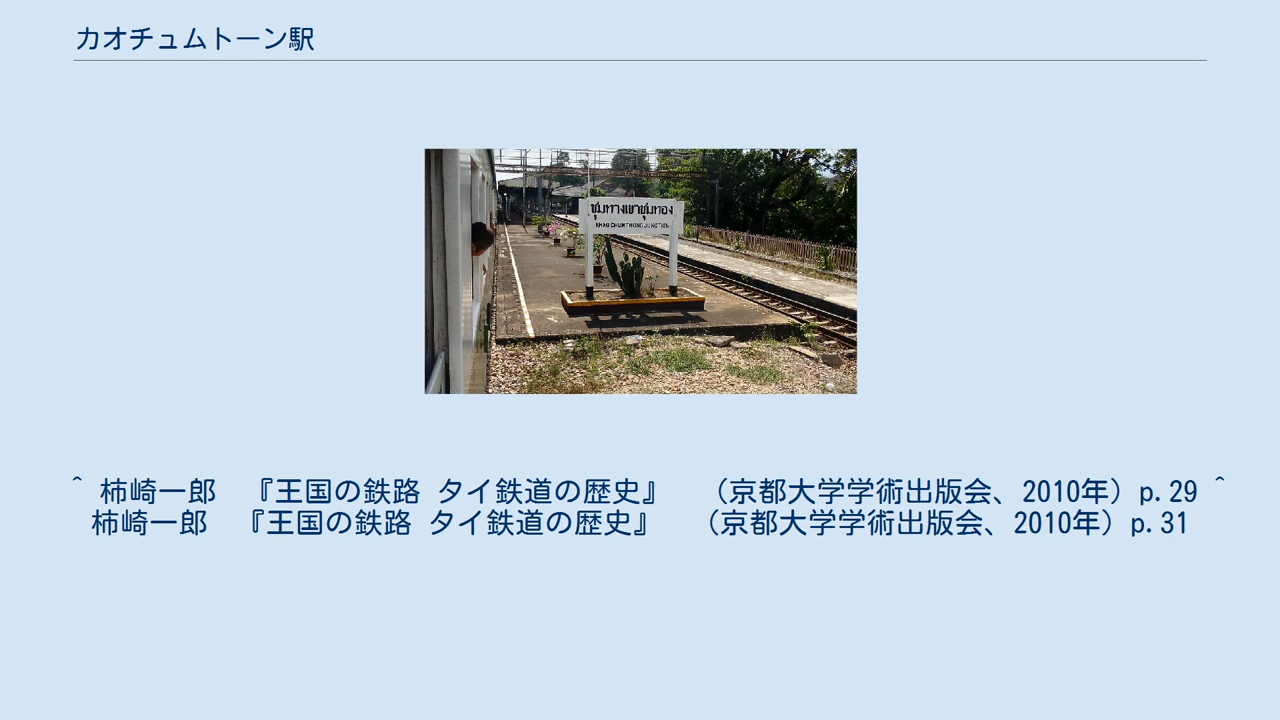 カオチュムトーン駅
ชุมทางเขาชุมทอง
KHAO CHUM THONG JUNCTION
^ 柿崎一郎 『王国の鉄路 タイ鉄道の歴史』 （京都大学学術出版会、2010年）p.29 ^
柿崎一郎 『王国の鉄路 タイ鉄道の歴史』 （京都大学学術出版会、2010年）p.31